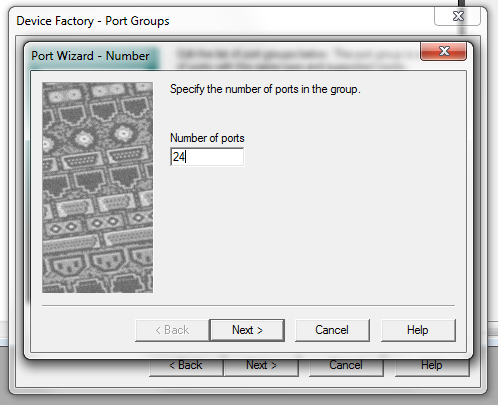 Device Factory - Port Groups
Port Wizard - Number
Specify the number of ports in the group.
Number of ports
24
< Back Next > Cancel Help
< Back Next > Cancel Help